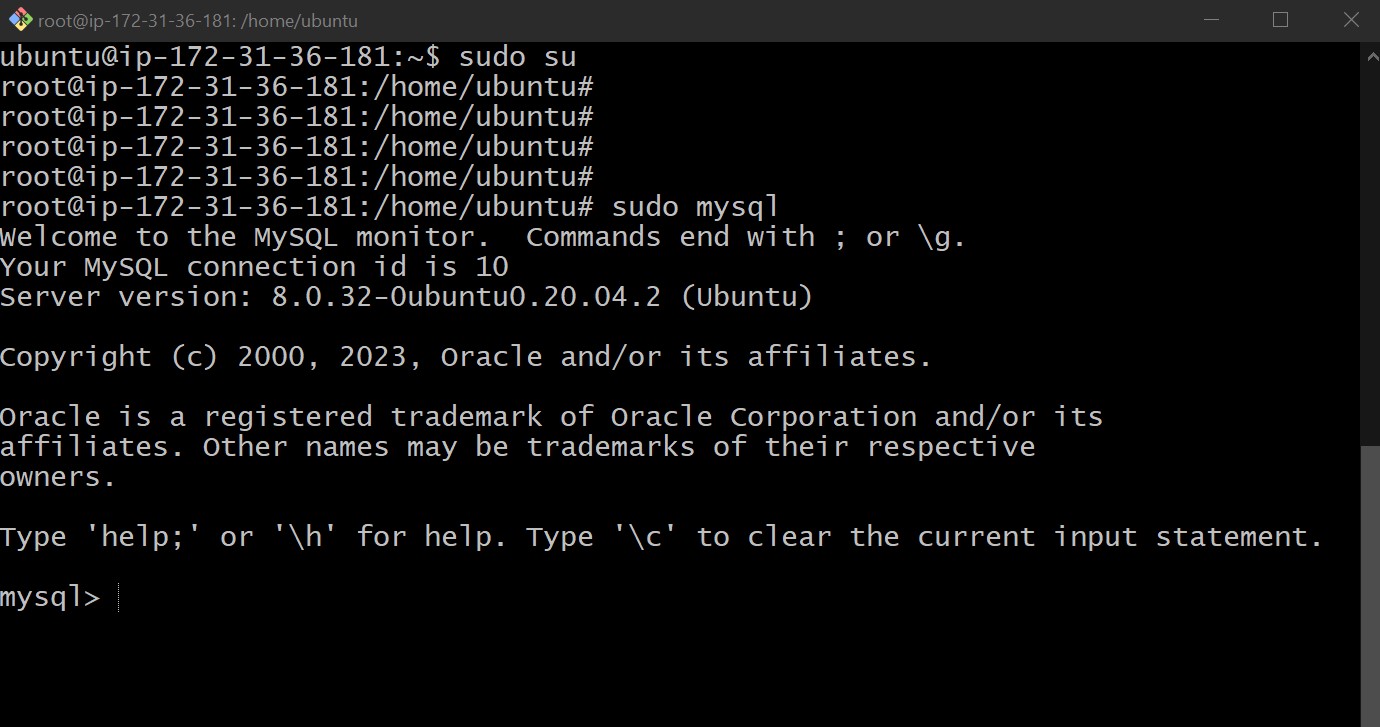 root@ip-172-31-36-181: /home/ubuntu
ubuntu@ip-172-31-36-181:~$ sudo su
root@ip-172-31-36-181:/home/ubuntu#
root@ip-172-31-36-181:/home/ubuntu#
root@ip-172-31-36-181:/home/ubuntu#
root@ip-172-31-36-181:/home/ubuntu#
root@ip-172-31-36-181:/home/ubuntu# sudo mysql
Welcome to the MySQL monitor.  Commands end with ; or \g.
Your MySQL connection id is 10
Server version: 8.0.32-0ubuntu0.20.04.2 (Ubuntu)

Copyright (c) 2000, 2023, Oracle and/or its affiliates.

Oracle is a registered trademark of Oracle Corporation and/or its
affiliates. Other names may be trademarks of their respective
owners.

Type 'help;' or '\h' for help. Type '\c' to clear the current input statement.

mysql>